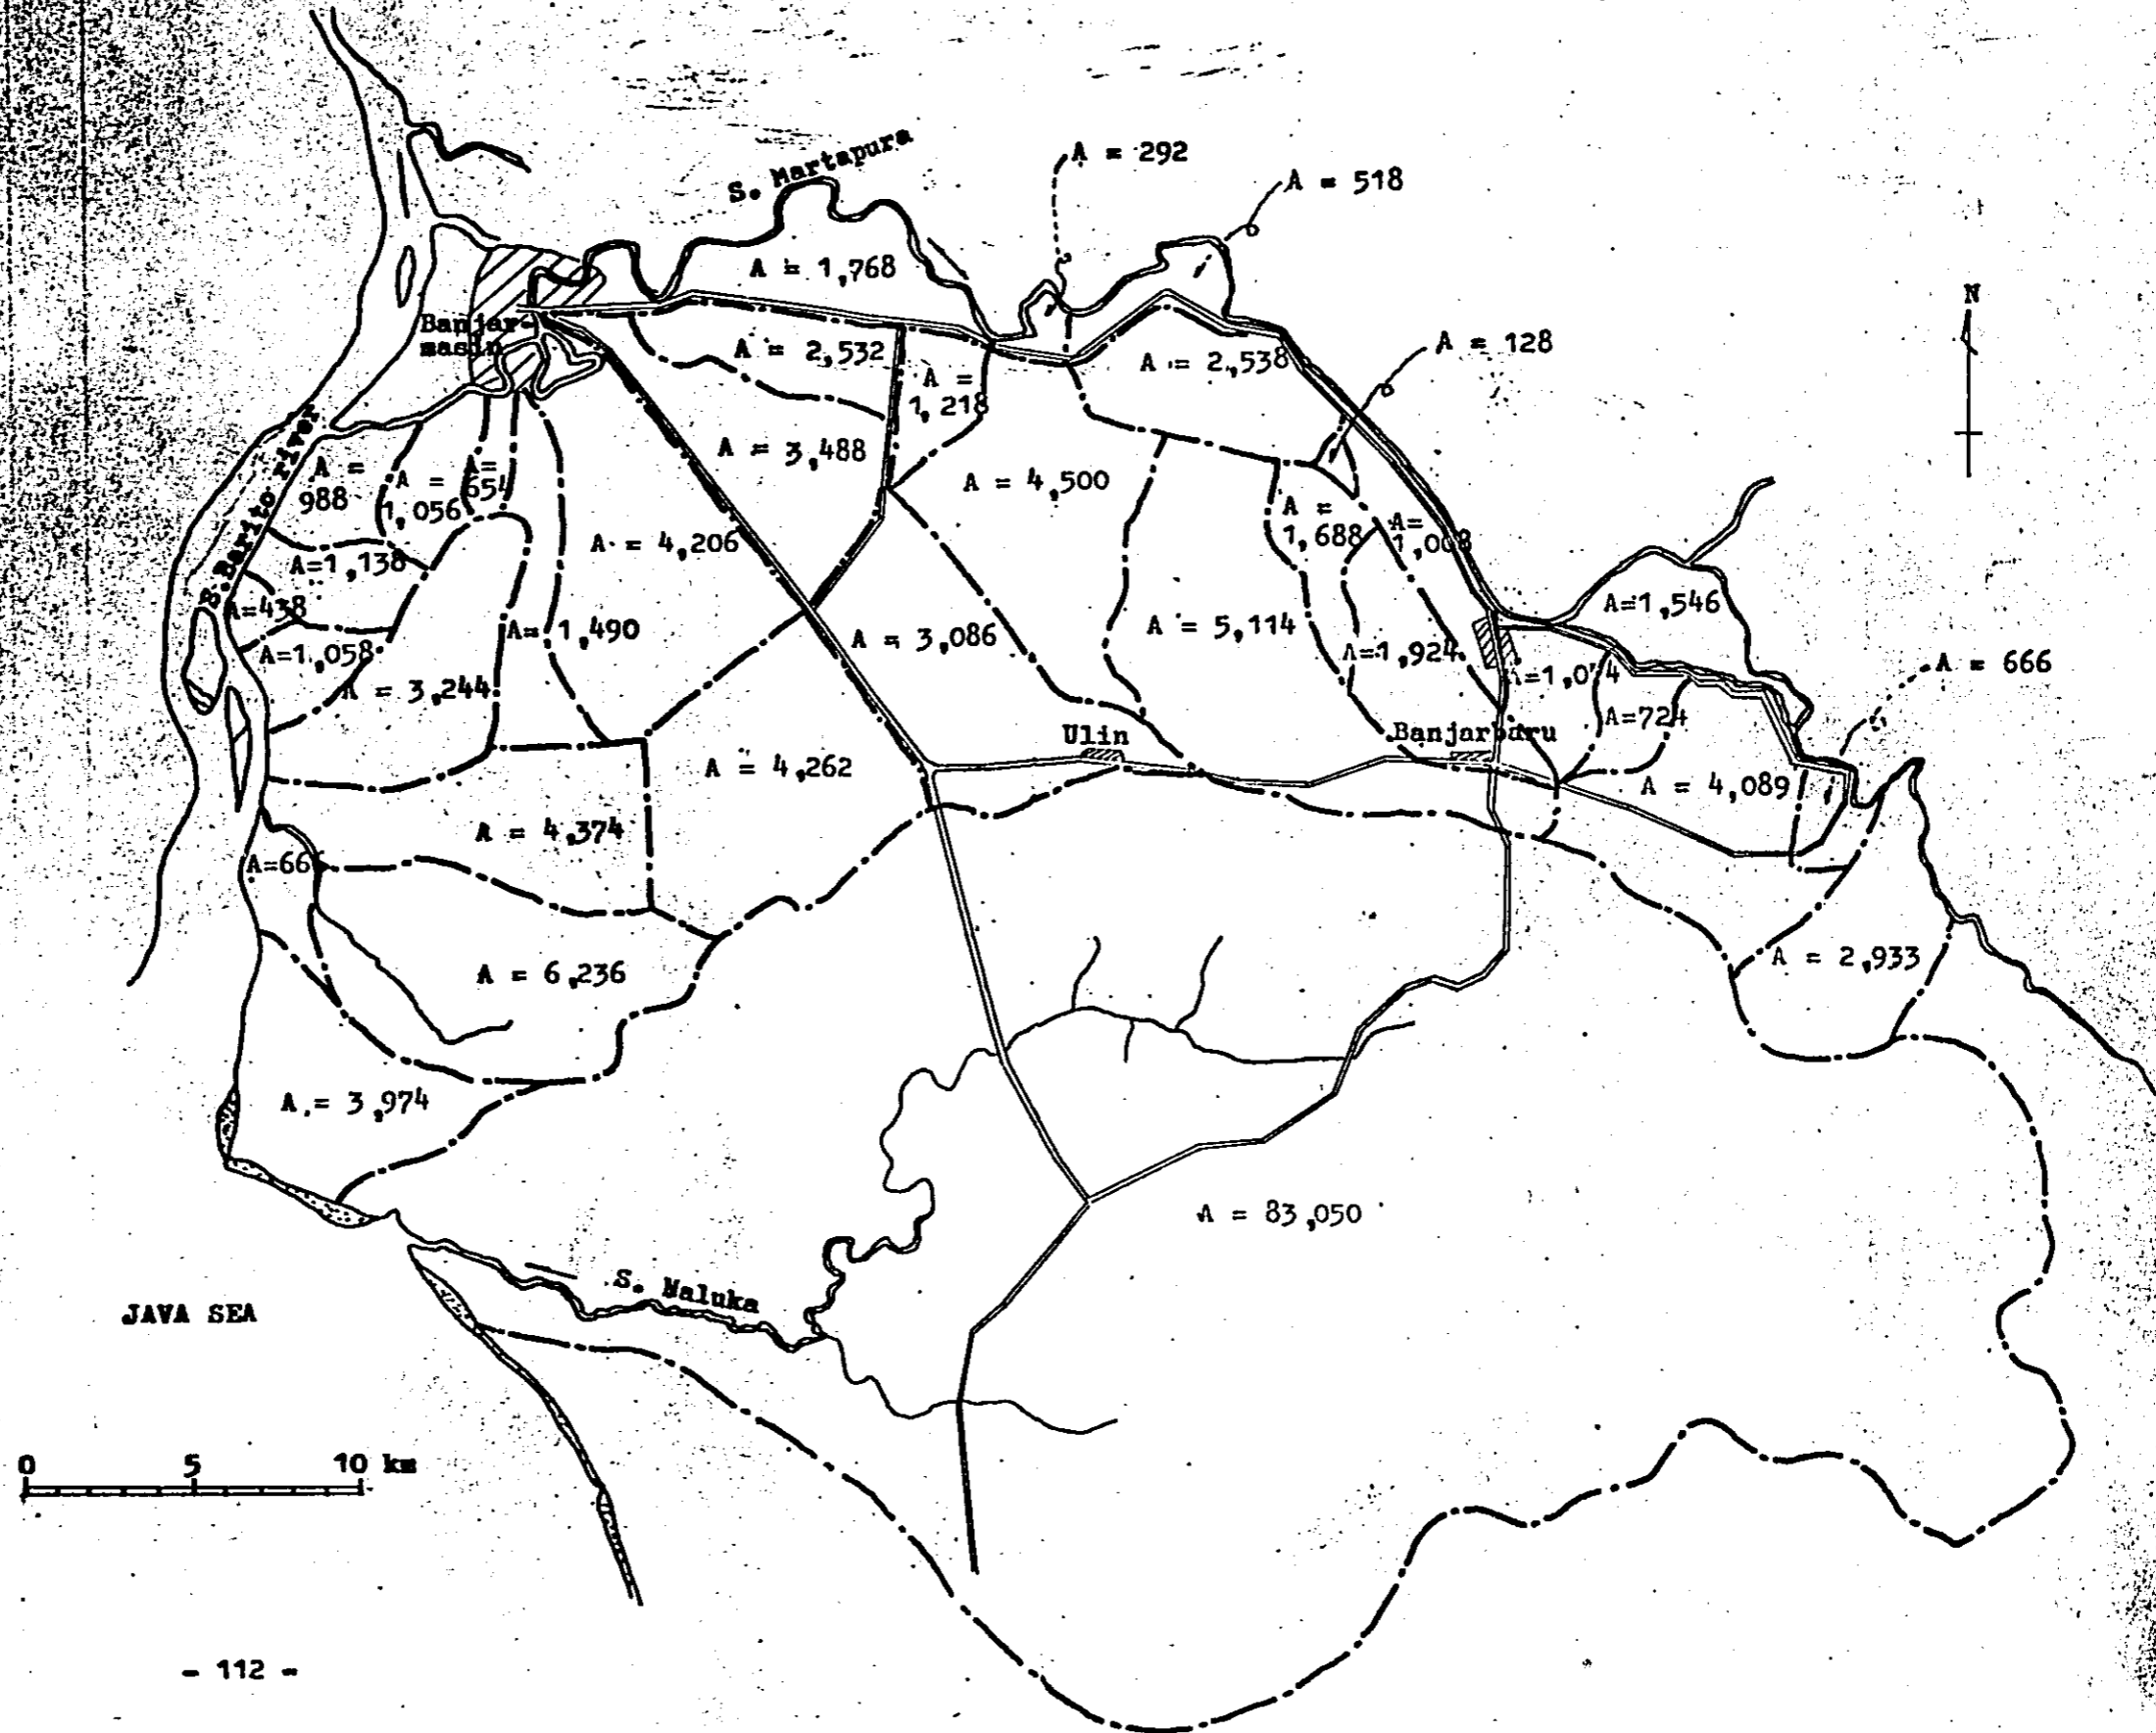 S. Martapura
A = 292
A = 518
A = 1,768
N
Banjar-
masin
A = 2,532
A = 2,538
A = 128
A =
1,218
A = 3,488
A =
988
A =
1,056
A=
654
A = 4,500
A =
1,688
A=
1,008
S.Barito river
A = 4,206
A=1,138
A=438
A=1,546
A= 1,490
A = 3,086
A = 5,114
A=1,058
A=1,924
A = 666
A = 3,244
A=1,074
A=724
Ulin
Banjarbaru
A = 4,262
A = 4,089
A = 4,374
A=666
A = 2,933
A = 6,236
A = 3,974
A = 83,050
S. Maluka
JAVA SEA
0 5 10 km
- 112 -